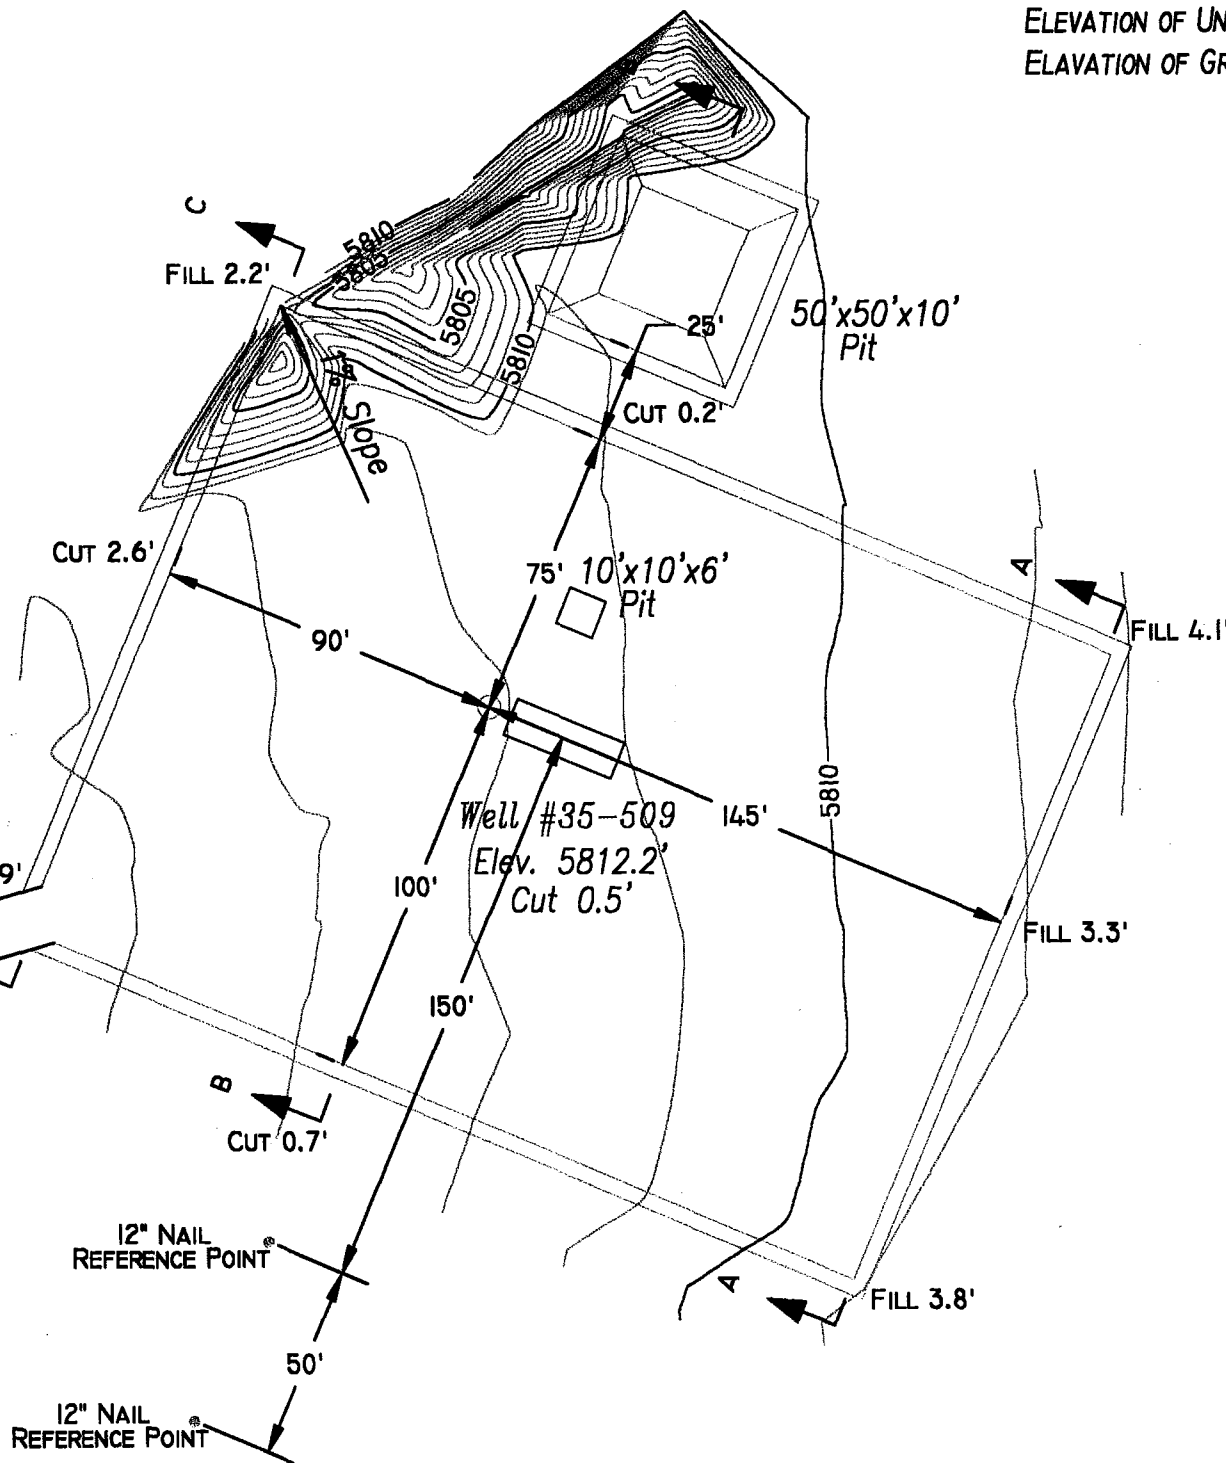 ELEVATION OF UN
ELAVATION OF GR
C
FILL 2.2'
5810
5805
5805
5810
25'
50'x50'x10'
Pit
CUT 0.2'
Slope
CUT 2.6'
75'
10'x10'x6'
Pit
A
90'
FILL 4.1'
5810
Well #35-509
Elev. 5812.2'
Cut 0.5'
145'
9'
100'
FILL 3.3'
150'
B
CUT 0.7'
12" NAIL
REFERENCE POINT
A
FILL 3.8'
50'
12" NAIL
REFERENCE POINT